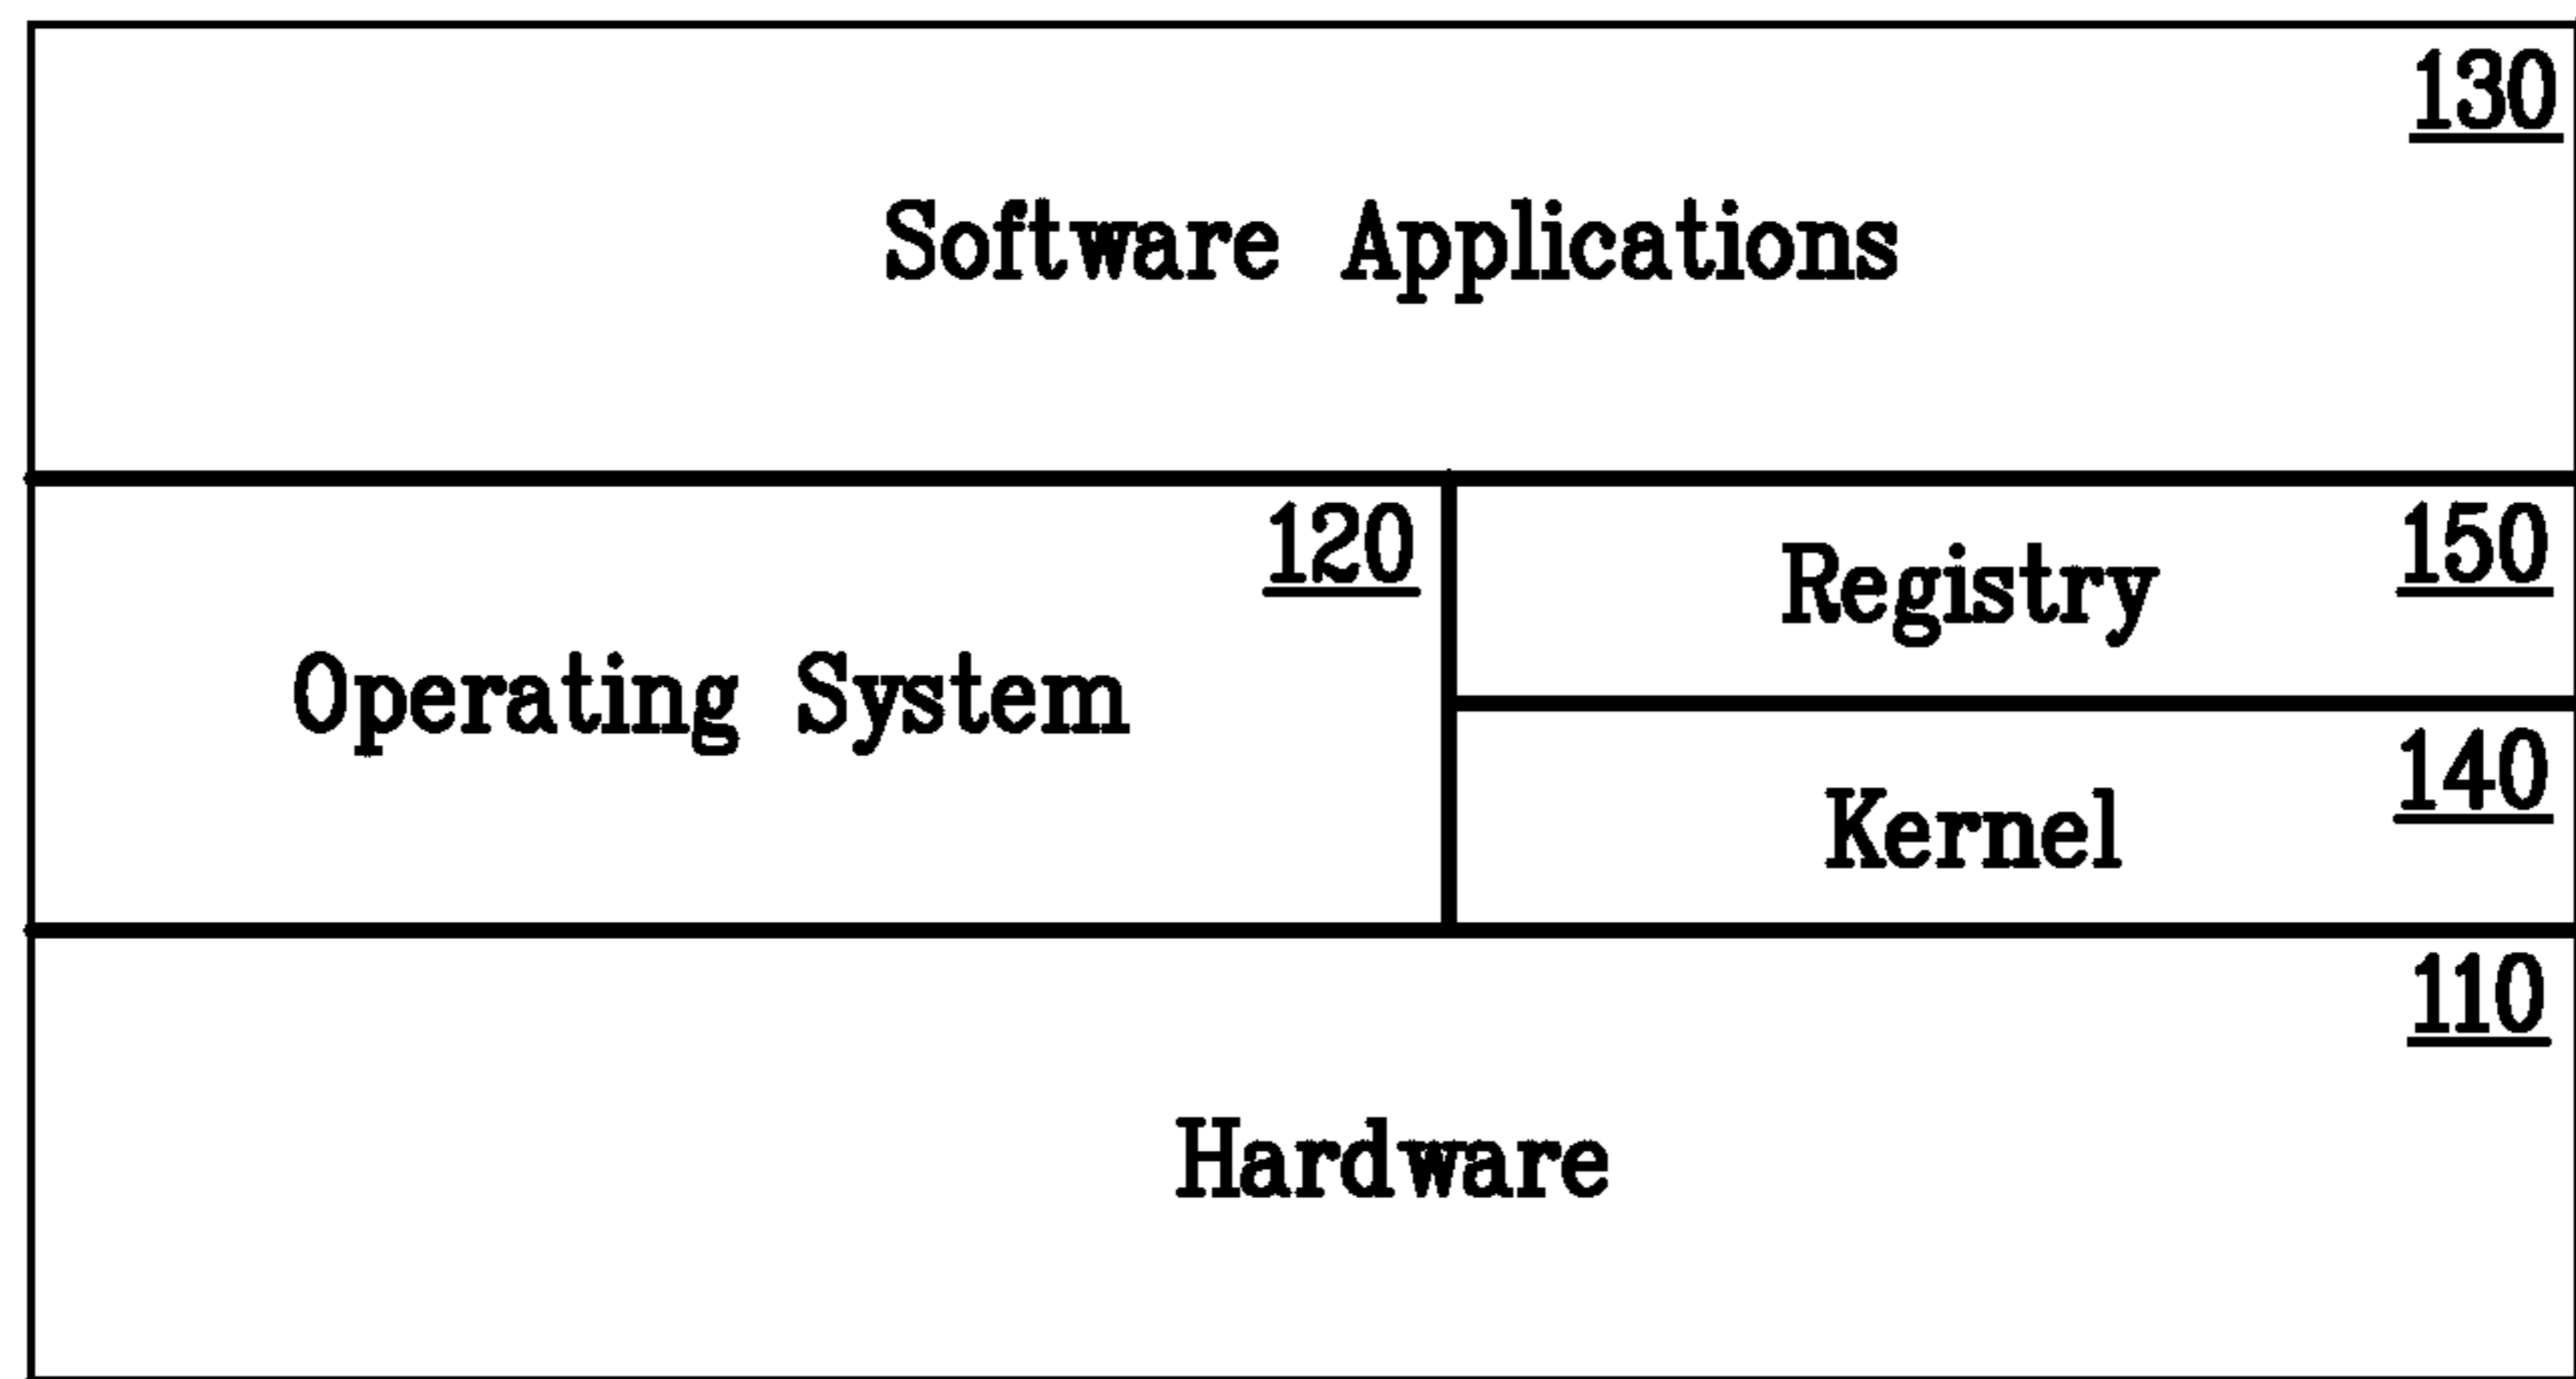 130
Software Applications
120
Operating System
150
Registry
140
Kernel
110
Hardware